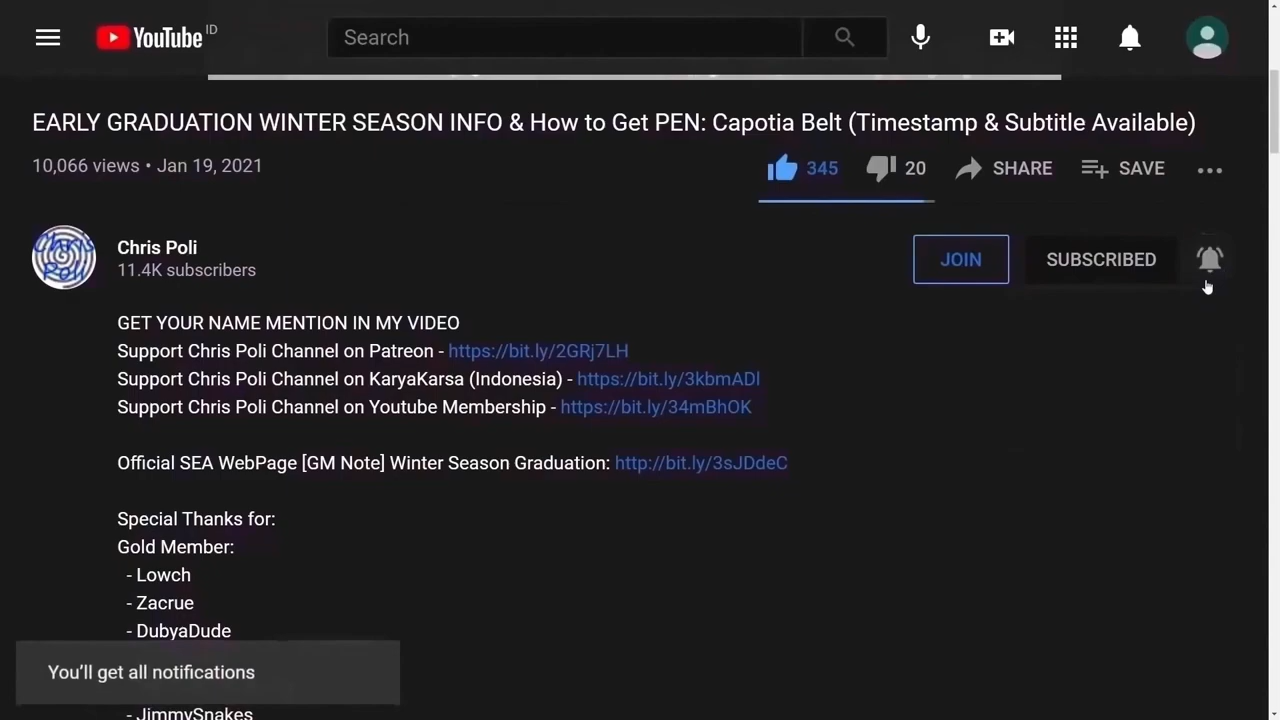 YouTube ID
Search
EARLY GRADUATION WINTER SEASON INFO & How to Get PEN: Capotia Belt (Timestamp & Subtitle Available)
10,066 views • Jan 19, 2021
345
20
SHARE
SAVE
Chris Poli
Chris Poli
11.4K subscribers
JOIN
SUBSCRIBED
GET YOUR NAME MENTION IN MY VIDEO
Support Chris Poli Channel on Patreon - https://bit.ly/2GRj7LH
Support Chris Poli Channel on KaryaKarsa (Indonesia) - https://bit.ly/3kbmADl
Support Chris Poli Channel on Youtube Membership - https://bit.ly/34mBhOK
Official SEA WebPage [GM Note] Winter Season Graduation: http://bit.ly/3sJDdeC
Special Thanks for:
Gold Member:
- Lowch
- Zacrue
- DubyaDude
You'll get all notifications
- JimmySnakes